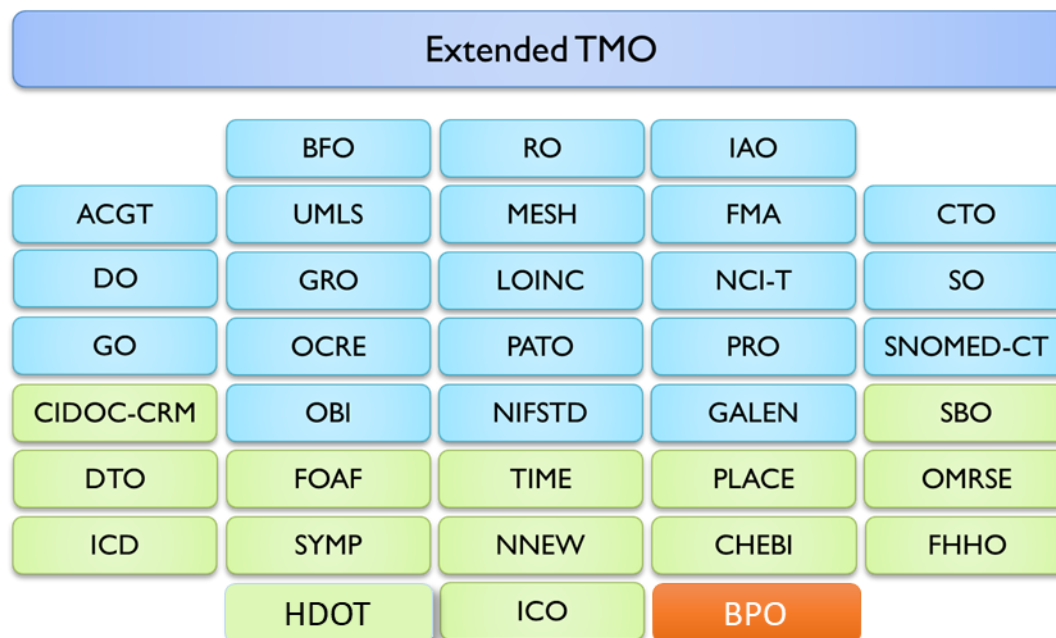 Extended TMO
BFO RO IAO
ACGT UMLS MESH FMA CTO
DO GRO LOINC NCI-T SO
GO OCRE PATO PRO SNOMED-CT
CIDOC-CRM OBI NIFSTD GALEN SBO
DTO FOAF TIME PLACE OMRSE
ICD SYMP NNEW CHEBI FHHO
HDOT ICO BPO